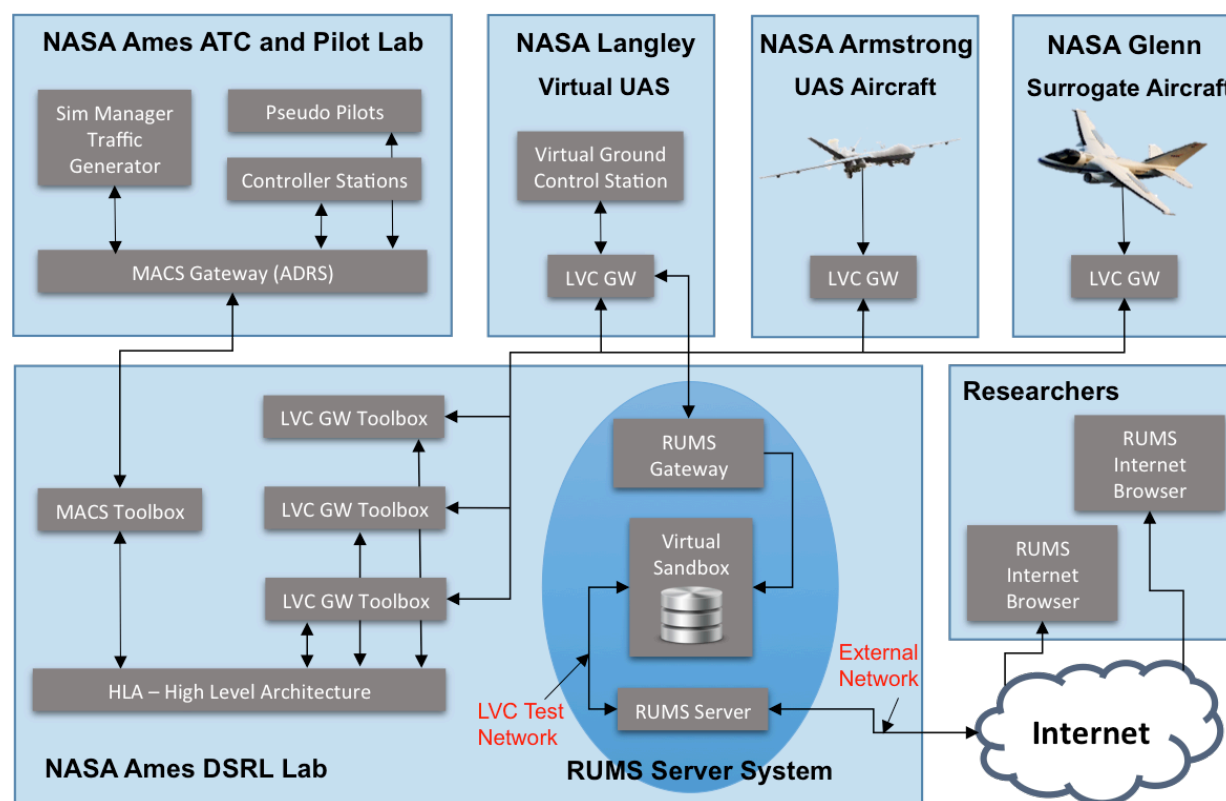 NASA Ames ATC and Pilot Lab
Sim Manager
Traffic
Generator
Pseudo Pilots
Controller Stations
MACS Gateway (ADRS)
NASA Langley
Virtual UAS
Virtual Ground
Control Station
LVC GW
NASA Armstrong
UAS Aircraft
LVC GW
NASA Glenn
Surrogate Aircraft
LVC GW
LVC GW Toolbox
MACS Toolbox
LVC GW Toolbox
LVC GW Toolbox
HLA – High Level Architecture
NASA Ames DSRL Lab
RUMS
Gateway
Virtual
Sandbox
RUMS Server
LVC Test
Network
External
Network
RUMS Server System
Researchers
RUMS
Internet
Browser
RUMS
Internet
Browser
Internet